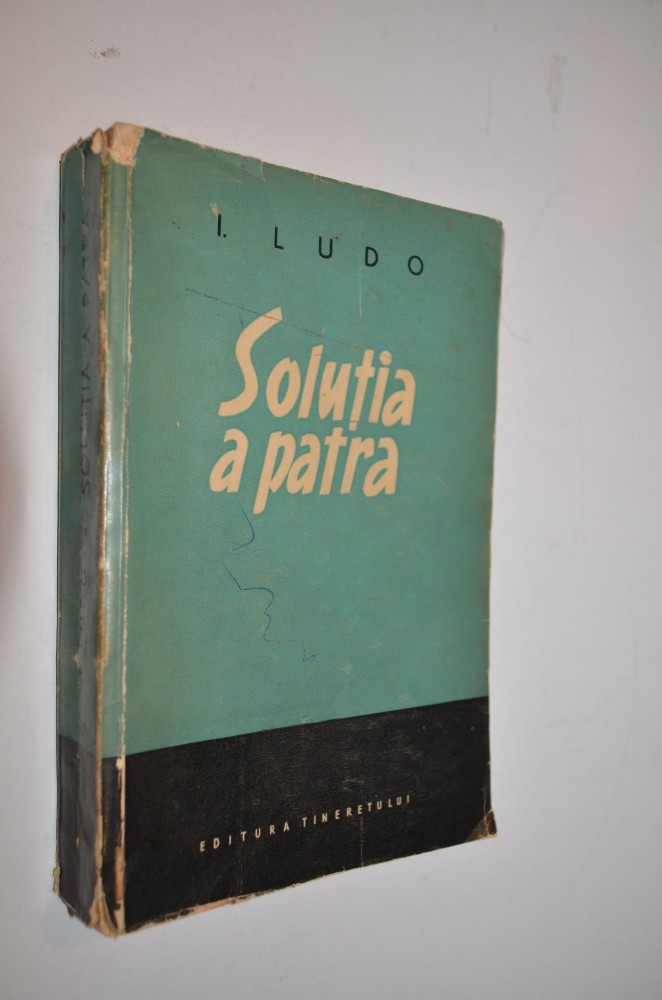 I. LUDO
Soluția
a patra
EDITURA TINERETULUI
SOLUȚIA A PATRA